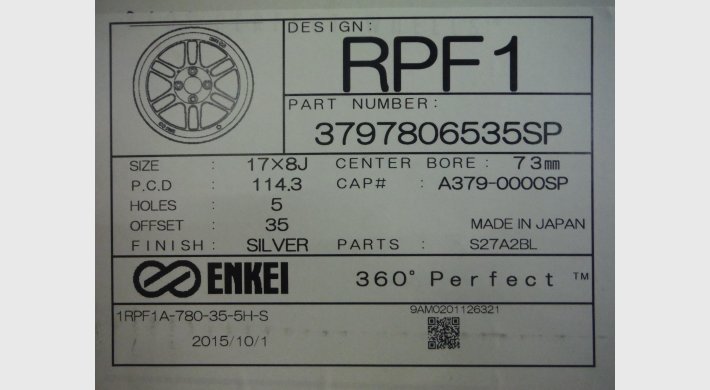 DESIGN:
RPF1
PART NUMBER:
3797806535SP
SIZE : 17×8J CENTER BORE: 73mm
P.C.D : 114.3 CAP# : A379-0000SP
HOLES : 5
OFFSET : 35 MADE IN JAPAN
FINISH: SILVER PARTS : S27A2BL
ENKEI 360° Perfect ™
1RPF1A-780-35-5H-S 9AM0201126321
2015/10/1